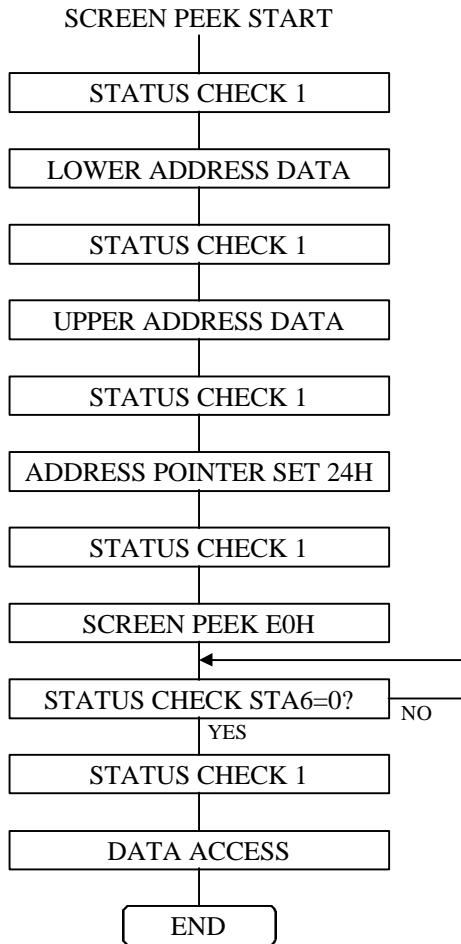 SCREEN PEEK START
STATUS CHECK 1
LOWER ADDRESS DATA
STATUS CHECK 1
UPPER ADDRESS DATA
STATUS CHECK 1
ADDRESS POINTER SET 24H
STATUS CHECK 1
SCREEN PEEK E0H
STATUS CHECK STA6=0?
NO
YES
STATUS CHECK 1
DATA ACCESS
END